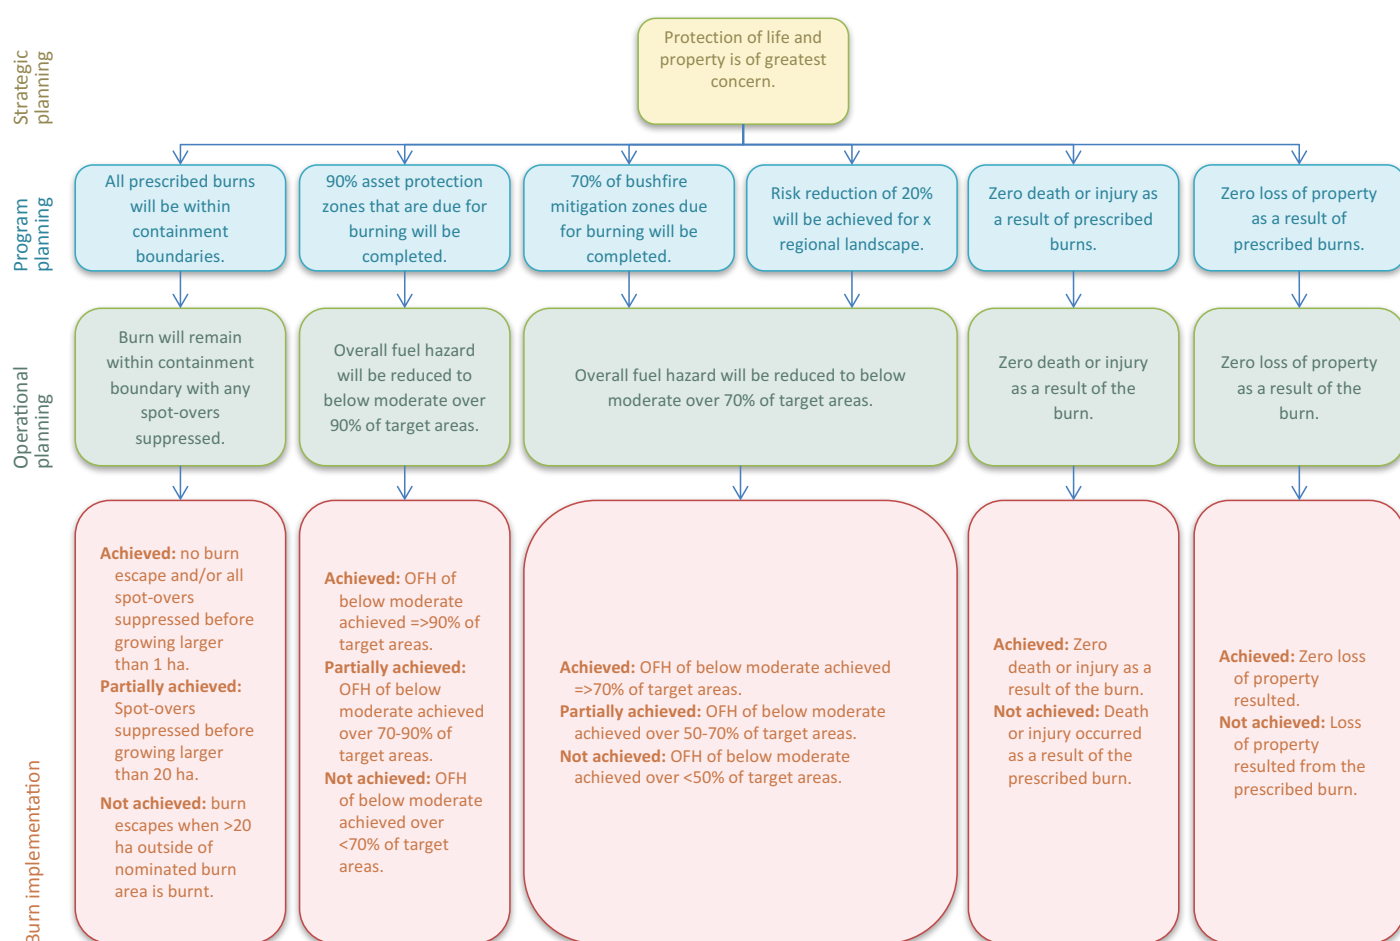 Strategic
planning
Protection of life and
property is of greatest
concern.
Program
planning
All prescribed burns
will be within
containment
boundaries.
90% asset protection
zones that are due for
burning will be
completed.
70% of bushfire
mitigation zones due
for burning will be
completed.
Risk reduction of 20%
will be achieved for x
regional landscape.
Zero death or injury as
a result of prescribed
burns.
Zero loss of property
as a result of
prescribed burns.
Operational
planning
Burn will remain
within containment
boundary with any
spot-overs
suppressed.
Overall fuel hazard
will be reduced to
below moderate over
90% of target areas.
Overall fuel hazard will be reduced to below
moderate over 70% of target areas.
Zero death or injury
as a result of the
burn.
Zero loss of property
as a result of the
burn.
Burn implementation
Achieved: no burn
escape and/or all
spot-overs
suppressed before
growing larger
than 1 ha.
Partially achieved:
Spot-overs
suppressed before
growing larger
than 20 ha.
Not achieved: burn
escapes when >20
ha outside of
nominated burn
area is burnt.
Achieved: OFH of
below moderate
achieved =>90% of
target areas.
Partially achieved:
OFH of below
moderate achieved
over 70-90% of
target areas.
Not achieved: OFH
of below moderate
achieved over
<70% of target
areas.
Achieved: OFH of below moderate achieved
=>70% of target areas.
Partially achieved: OFH of below moderate
achieved over 50-70% of target areas.
Not achieved: OFH of below moderate
achieved over <50% of target areas.
Achieved: Zero
death or injury as a
result of the burn.
Not achieved: Death
or injury occurred
as a result of the
prescribed burn.
Achieved: Zero loss
of property
resulted.
Not achieved: Loss
of property
resulted from the
prescribed burn.